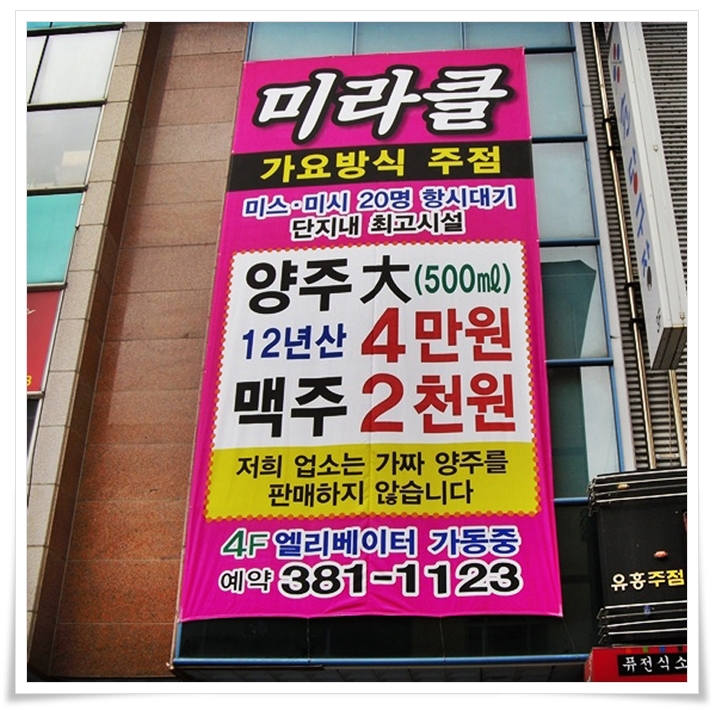 미라클
가요방식 주점
미스·미시 20명 항시대기
단지내 최고시설
양주 大 (500㎖)
12년산 4만원
맥주 2천원
저희 업소는 가짜 양주를
판매하지 않습니다
4F 엘리베이터 가동중
예약 381-1123
유흥주점
퓨전식소